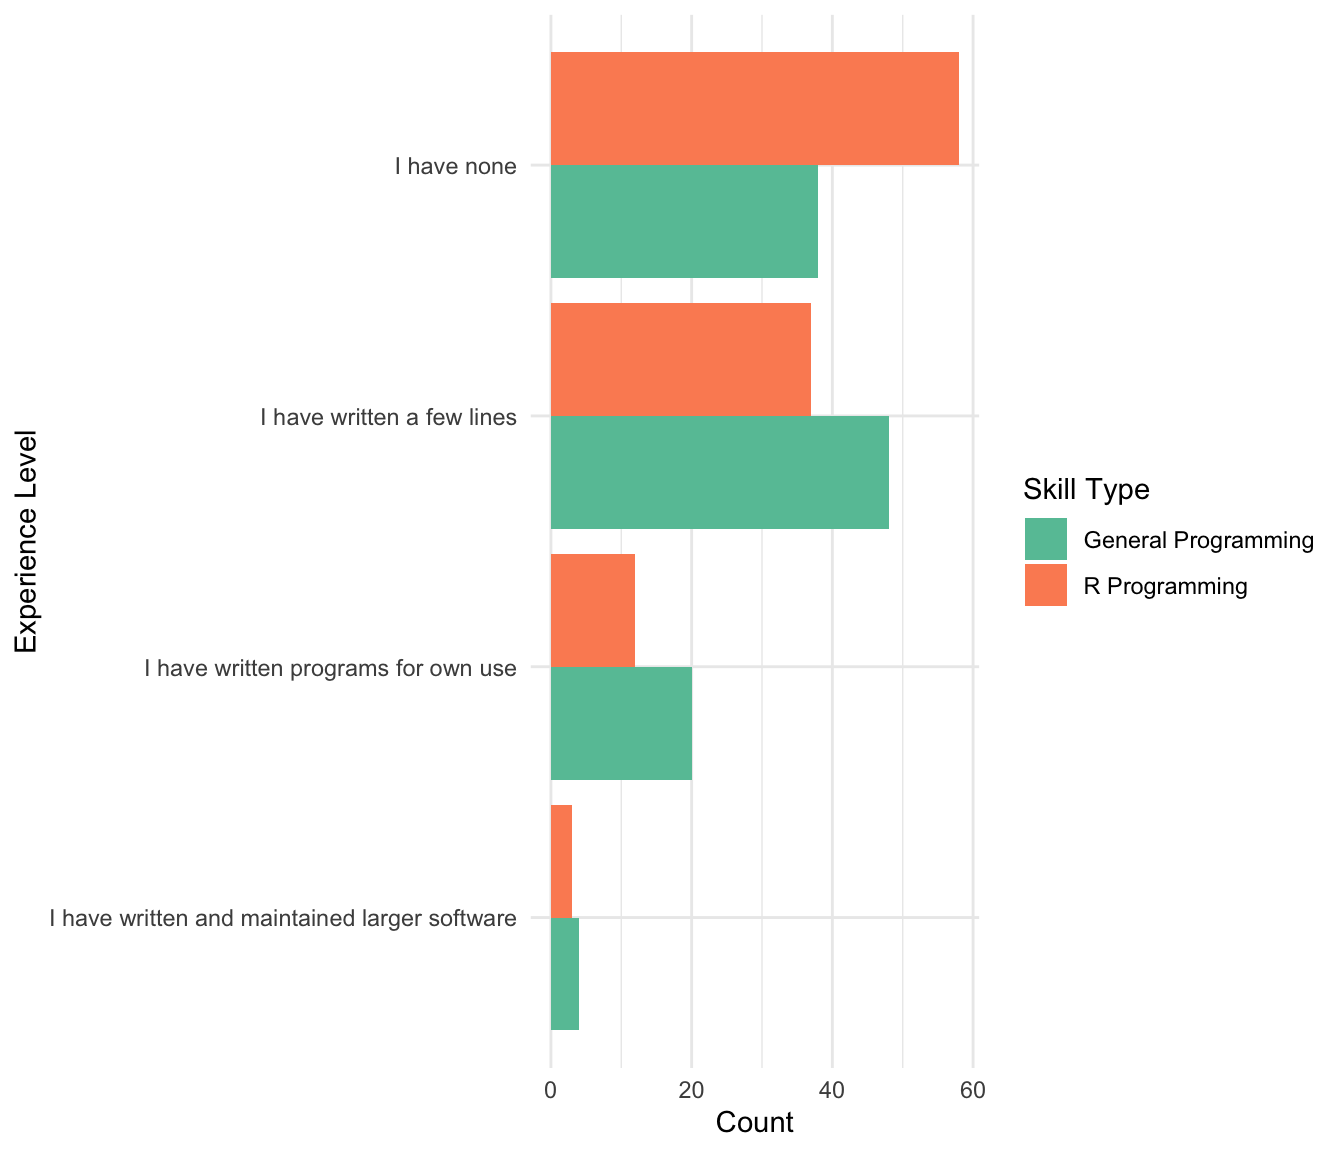 I have none
I have written a few lines
I have written programs for own use
I have written and maintained larger software
Experience Level
0 20 40 60
Count
Skill Type
General Programming
R Programming